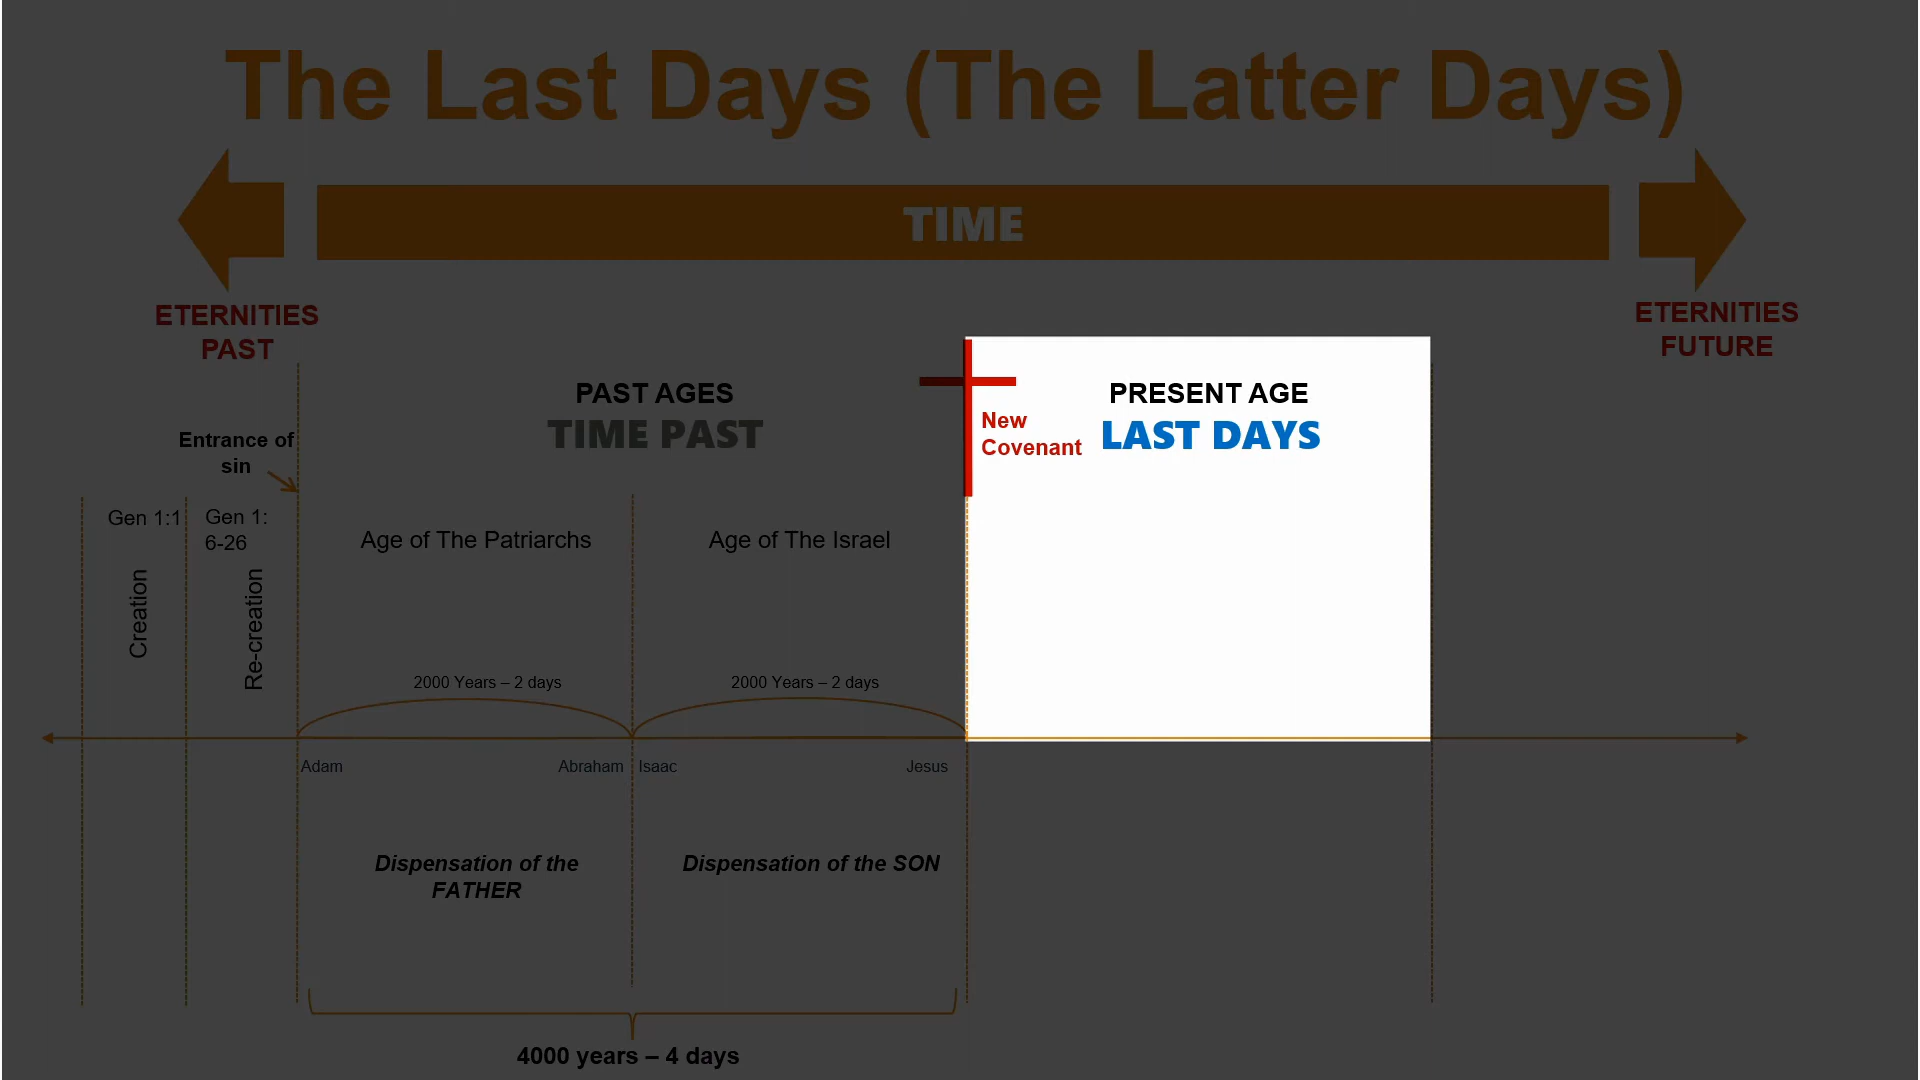 The Last Days (The Latter Days)
TIME
ETERNITIES
PAST
ETERNITIES
FUTURE
PAST AGES
TIME PAST
New
Covenant
PRESENT AGE
LAST DAYS
Entrance of
sin
Gen 1:1
Gen 1:
6-26
Creation
Re-creation
Age of The Patriarchs
Age of The Israel
2000 Years – 2 days
2000 Years – 2 days
Adam
Abraham
Isaac
Jesus
Dispensation of the
FATHER
Dispensation of the SON
4000 years – 4 days